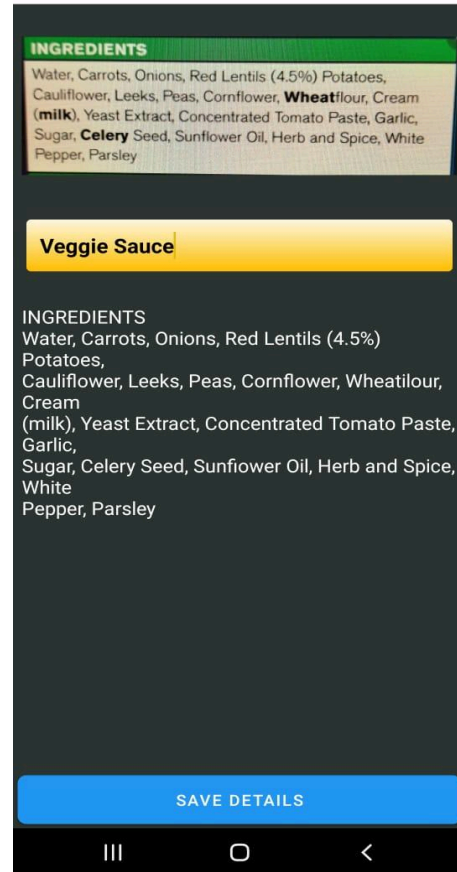 INGREDIENTS
Water, Carrots, Onions, Red Lentils (4.5%) Potatoes,
Cauliflower, Leeks, Peas, Cornflower, Wheatflour, Cream
(milk), Yeast Extract, Concentrated Tomato Paste, Garlic,
Sugar, Celery Seed, Sunflower Oil, Herb and Spice, White
Pepper, Parsley
Veggie Sauce
INGREDIENTS
Water, Carrots, Onions, Red Lentils (4.5%)
Potatoes,
Cauliflower, Leeks, Peas, Cornflower, Wheatilour,
Cream
(milk), Yeast Extract, Concentrated Tomato Paste,
Garlic,
Sugar, Celery Seed, Sunfiower Oil, Herb and Spice,
White
Pepper, Parsley
SAVE DETAILS